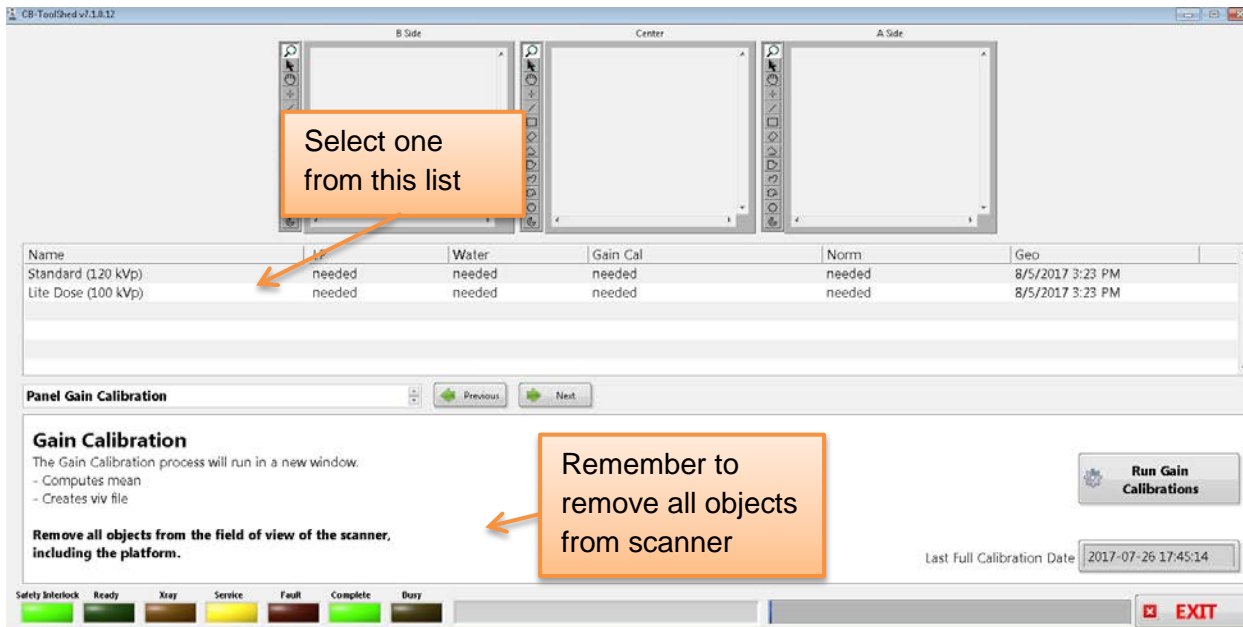 CB-ToolShed v7.1.0.12
B Side
Center
A Side
Select one
from this list
Name LP Water Gain Cal Norm Geo
Standard (120 kVp) needed needed needed needed 8/5/2017 3:23 PM
Lite Dose (100 kVp) needed needed needed needed 8/5/2017 3:23 PM
Panel Gain Calibration
Previous
Next
Gain Calibration
The Gain Calibration process will run in a new window.
- Computes mean
- Creates viv file
Remove all objects from the field of view of the scanner,
including the platform.
Remember to
remove all objects
from scanner
Run Gain
Calibrations
Last Full Calibration Date 2017-07-26 17:45:14
Safety Interlock Ready Xray Service Fault Complete Busy
EXIT